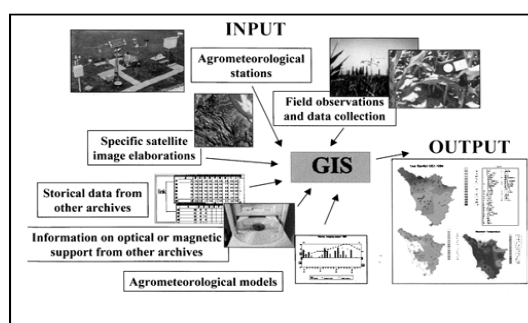 INPUT
Agrometeorological
stations
Field observations
and data collection
Specific satellite
image elaborations
GIS
OUTPUT
Storical data from
other archives
Information on optical or magnetic
support from other archives
Agrometeorological models